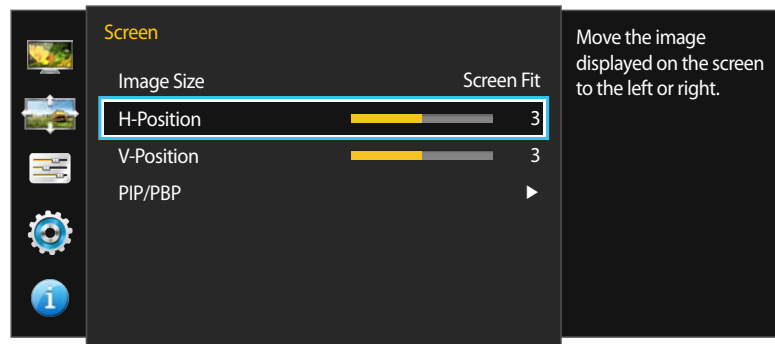 Screen
Image Size Screen Fit
H-Position 3
V-Position 3
PIP/PBP
Move the image
displayed on the screen
to the left or right.